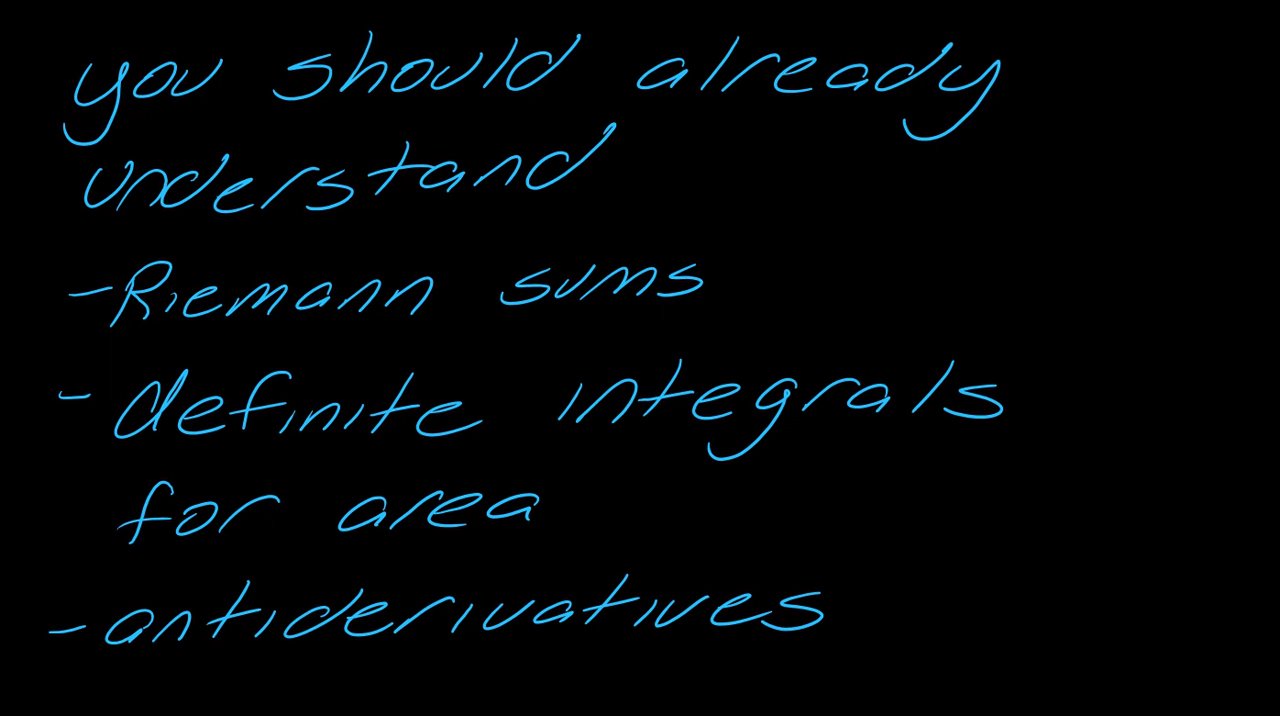 you should already
understand
- Riemann sums
- definite integrals
for area
- antiderivatives